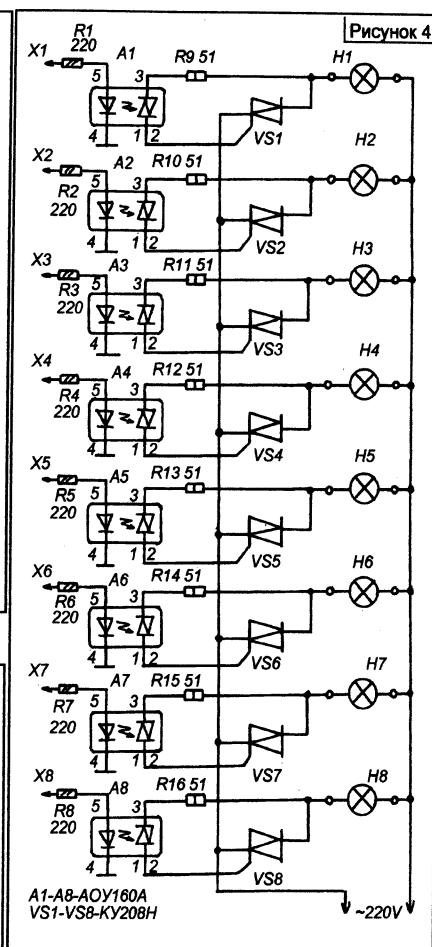 Рисунок 4
X1 R1 220 5 A1 3 R9 51 H1
4 1 2 VS1
X2 R2 220 5 A2 3 R10 51 H2
4 1 2 VS2
X3 R3 220 5 A3 3 R11 51 H3
4 1 2 VS3
X4 R4 220 5 A4 3 R12 51 H4
4 1 2 VS4
X5 R5 220 5 A5 3 R13 51 H5
4 1 2 VS5
X6 R6 220 5 A6 3 R14 51 H6
4 1 2 VS6
X7 R7 220 5 A7 3 R15 51 H7
4 1 2 VS7
X8 R8 220 5 A8 3 R16 51 H8
4 1 2 VS8
A1-A8-АОУ160А
VS1-VS8-КУ208Н
~220V